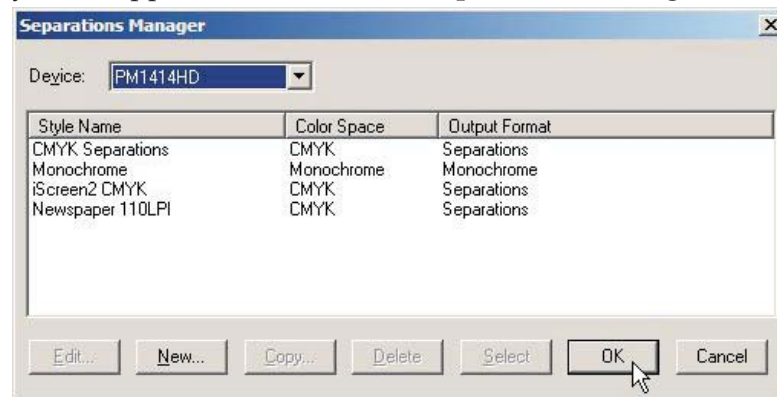 Separations Manager
Device: PM1414HD
Style Name Color Space Output Format
CMYK Separations CMYK Separations
Monochrome Monochrome Monochrome
iScreen2 CMYK CMYK Separations
Newspaper 110LPI CMYK Separations
Edit... New... Copy... Delete Select OK Cancel